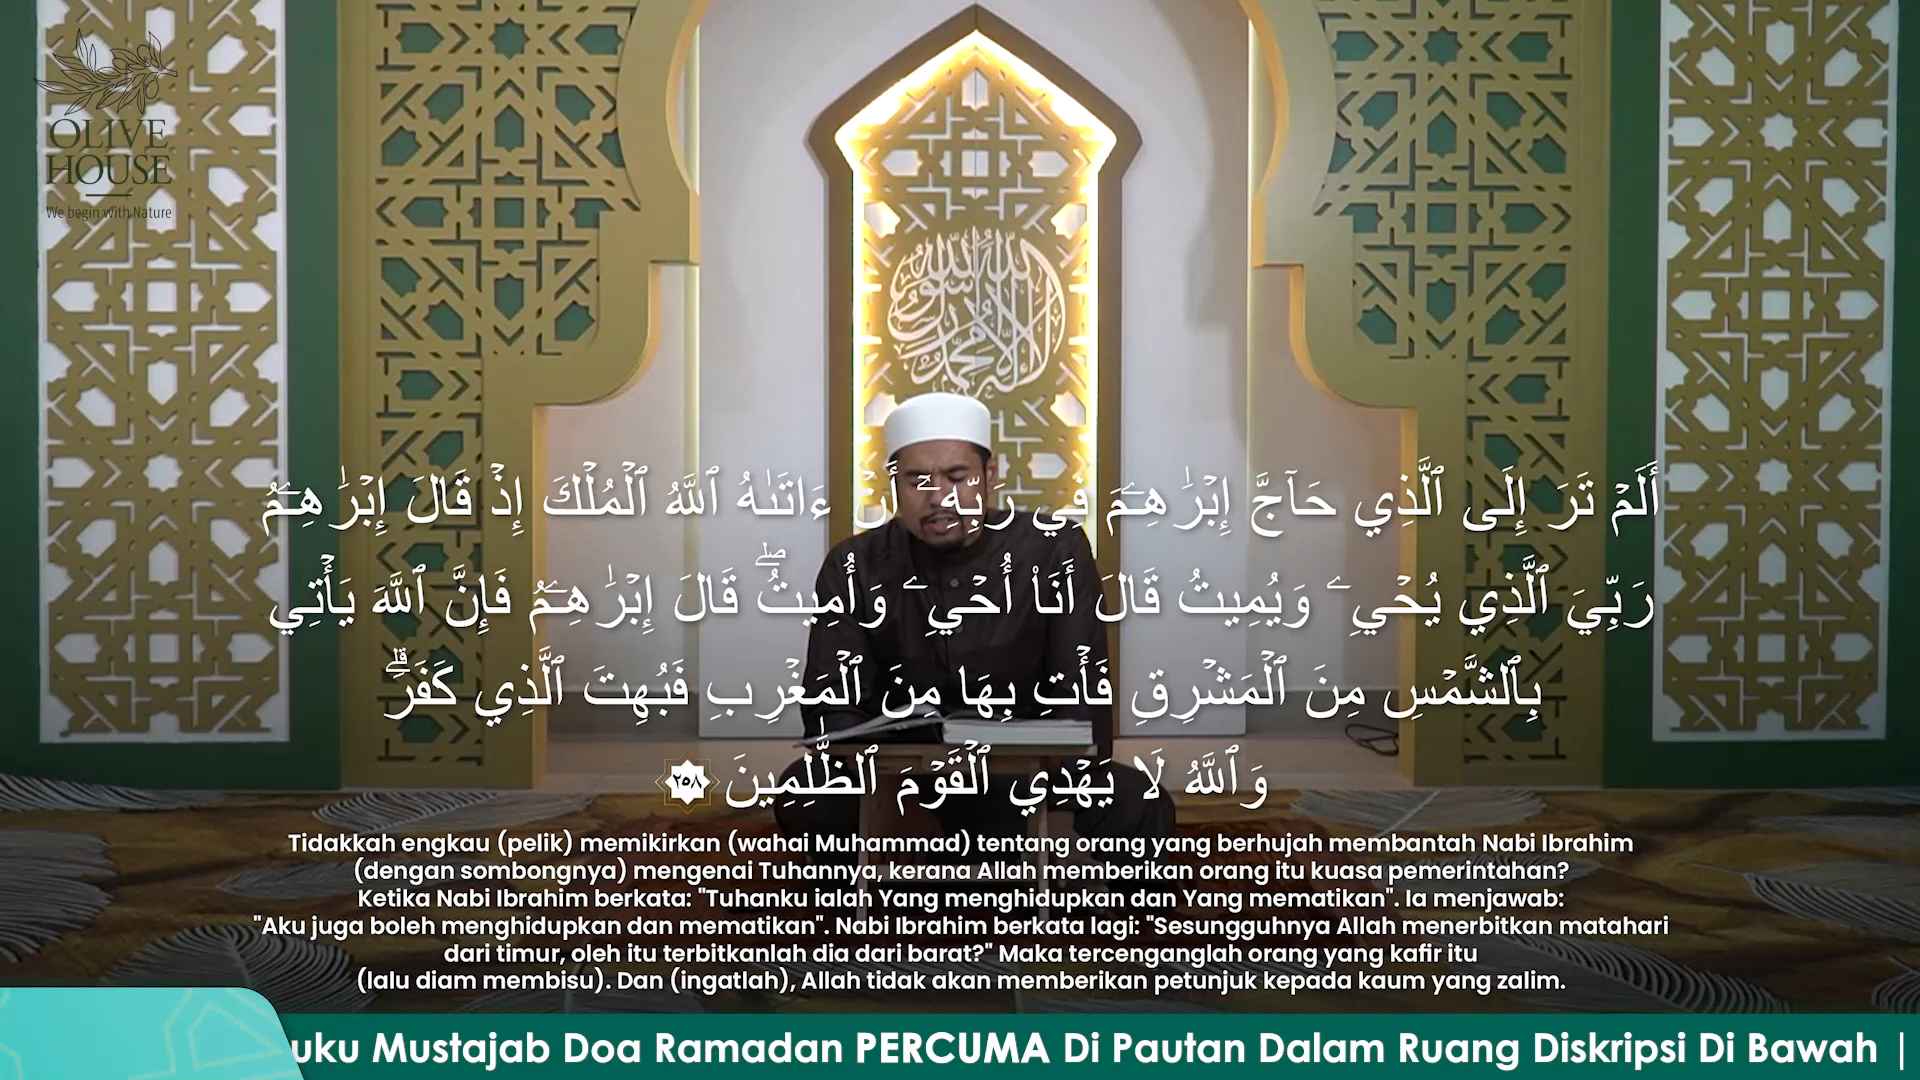 OLIVE
HOUSE
We begin with Nature
أَلَمْ تَرَ إِلَى ٱلَّذِي حَآجَّ إِبْرَٰهِـۧمَ فِي رَبِّهِۦٓ أَنْ ءَاتَىٰهُ ٱللَّهُ ٱلْمُلْكَ إِذْ قَالَ إِبْرَٰهِـۧمُ
رَبِّيَ ٱلَّذِي يُحْيِۦ وَيُمِيتُ قَالَ أَنَا۠ أُحْيِۦ وَأُمِيتُۖ قَالَ إِبْرَٰهِـۧمُ فَإِنَّ ٱللَّهَ يَأْتِي
بِٱلشَّمْسِ مِنَ ٱلْمَشْرِقِ فَأْتِ بِهَا مِنَ ٱلْمَغْرِبِ فَبُهِتَ ٱلَّذِي كَفَرَۗ
وَٱللَّهُ لَا يَهْدِي ٱلْقَوْمَ ٱلظَّٰلِمِينَ ٢٥٨
Tidakkah engkau (pelik) memikirkan (wahai Muhammad) tentang orang yang berhujah membantah Nabi Ibrahim
(dengan sombongnya) mengenai Tuhannya, kerana Allah memberikan orang itu kuasa pemerintahan?
Ketika Nabi Ibrahim berkata: "Tuhanku ialah Yang menghidupkan dan Yang mematikan". Ia menjawab:
"Aku juga boleh menghidupkan dan mematikan". Nabi Ibrahim berkata lagi: "Sesungguhnya Allah menerbitkan matahari
dari timur, oleh itu terbitkanlah dia dari barat?" Maka tercenganglah orang yang kafir itu
(lalu diam membisu). Dan (ingatlah), Allah tidak akan memberikan petunjuk kepada kaum yang zalim.
uku Mustajab Doa Ramadan PERCUMA Di Pautan Dalam Ruang Diskripsi Di Bawah |